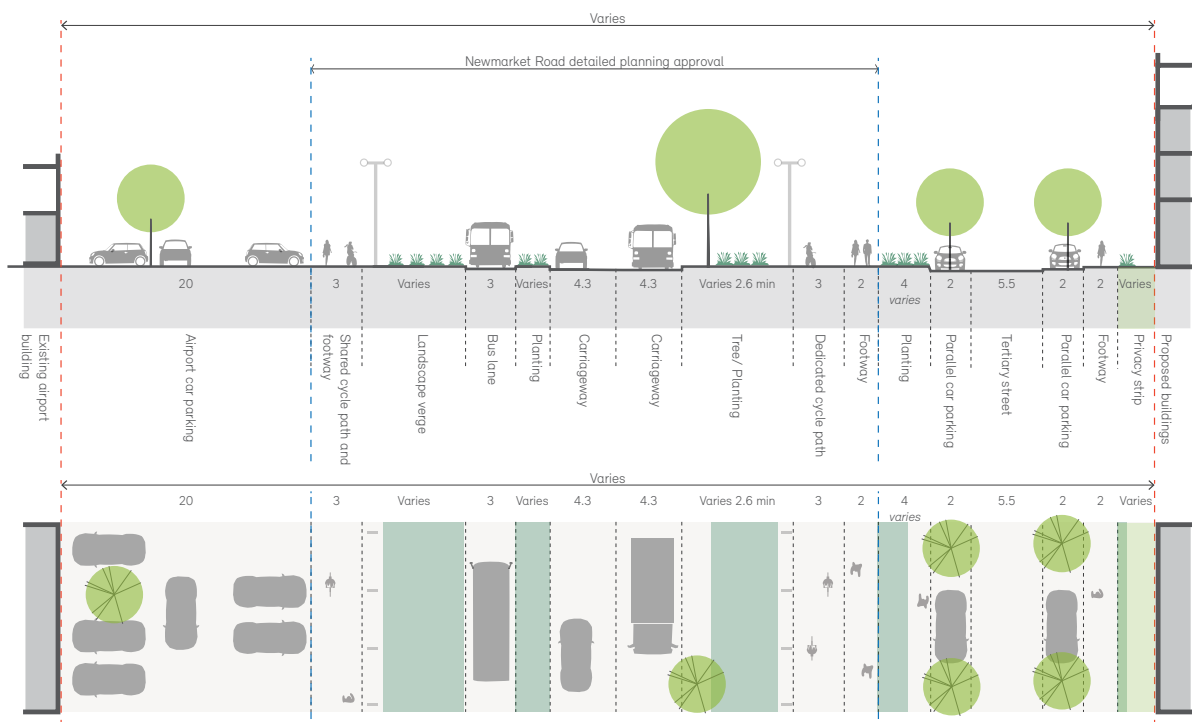 Varies
Newmarket Road detailed planning approval
20 3 Varies 3 Varies 4.3 4.3 Varies 2.6 min 3 2 4 2 5.5 2 2 Varies
varies
Existing airport
building
Airport car parking
Shared cycle path and
footway
Landscape verge
Bus lane
Planting
Carriageway
Carriageway
Tree/ Planting
Dedicated cycle path
Footway
Planting
Parallel car parking
Tertiary street
Parallel car parking
Footway
Privacy strip
Proposed buildings
Varies
20 3 Varies 3 Varies 4.3 4.3 Varies 2.6 min 3 2 4 2 5.5 2 2 Varies
varies